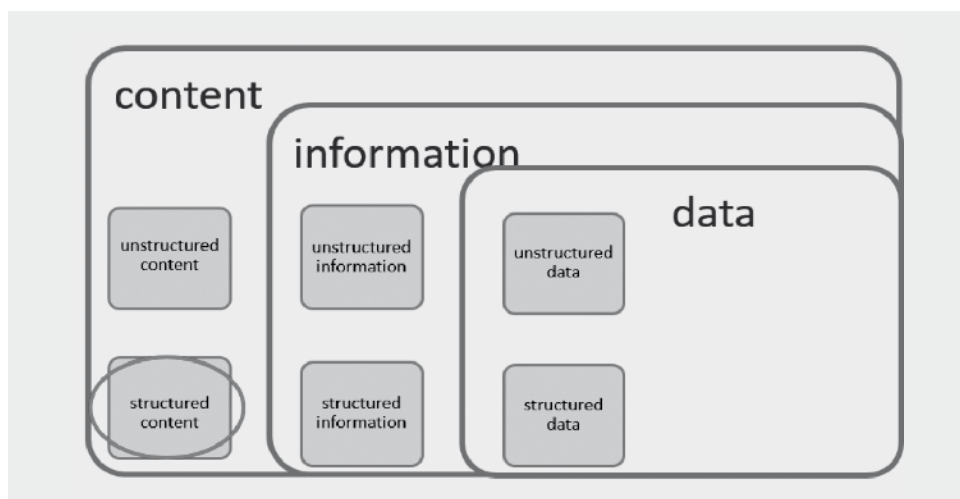 content
information
data
unstructured
content
unstructured
information
unstructured
data
structured
content
structured
information
structured
data